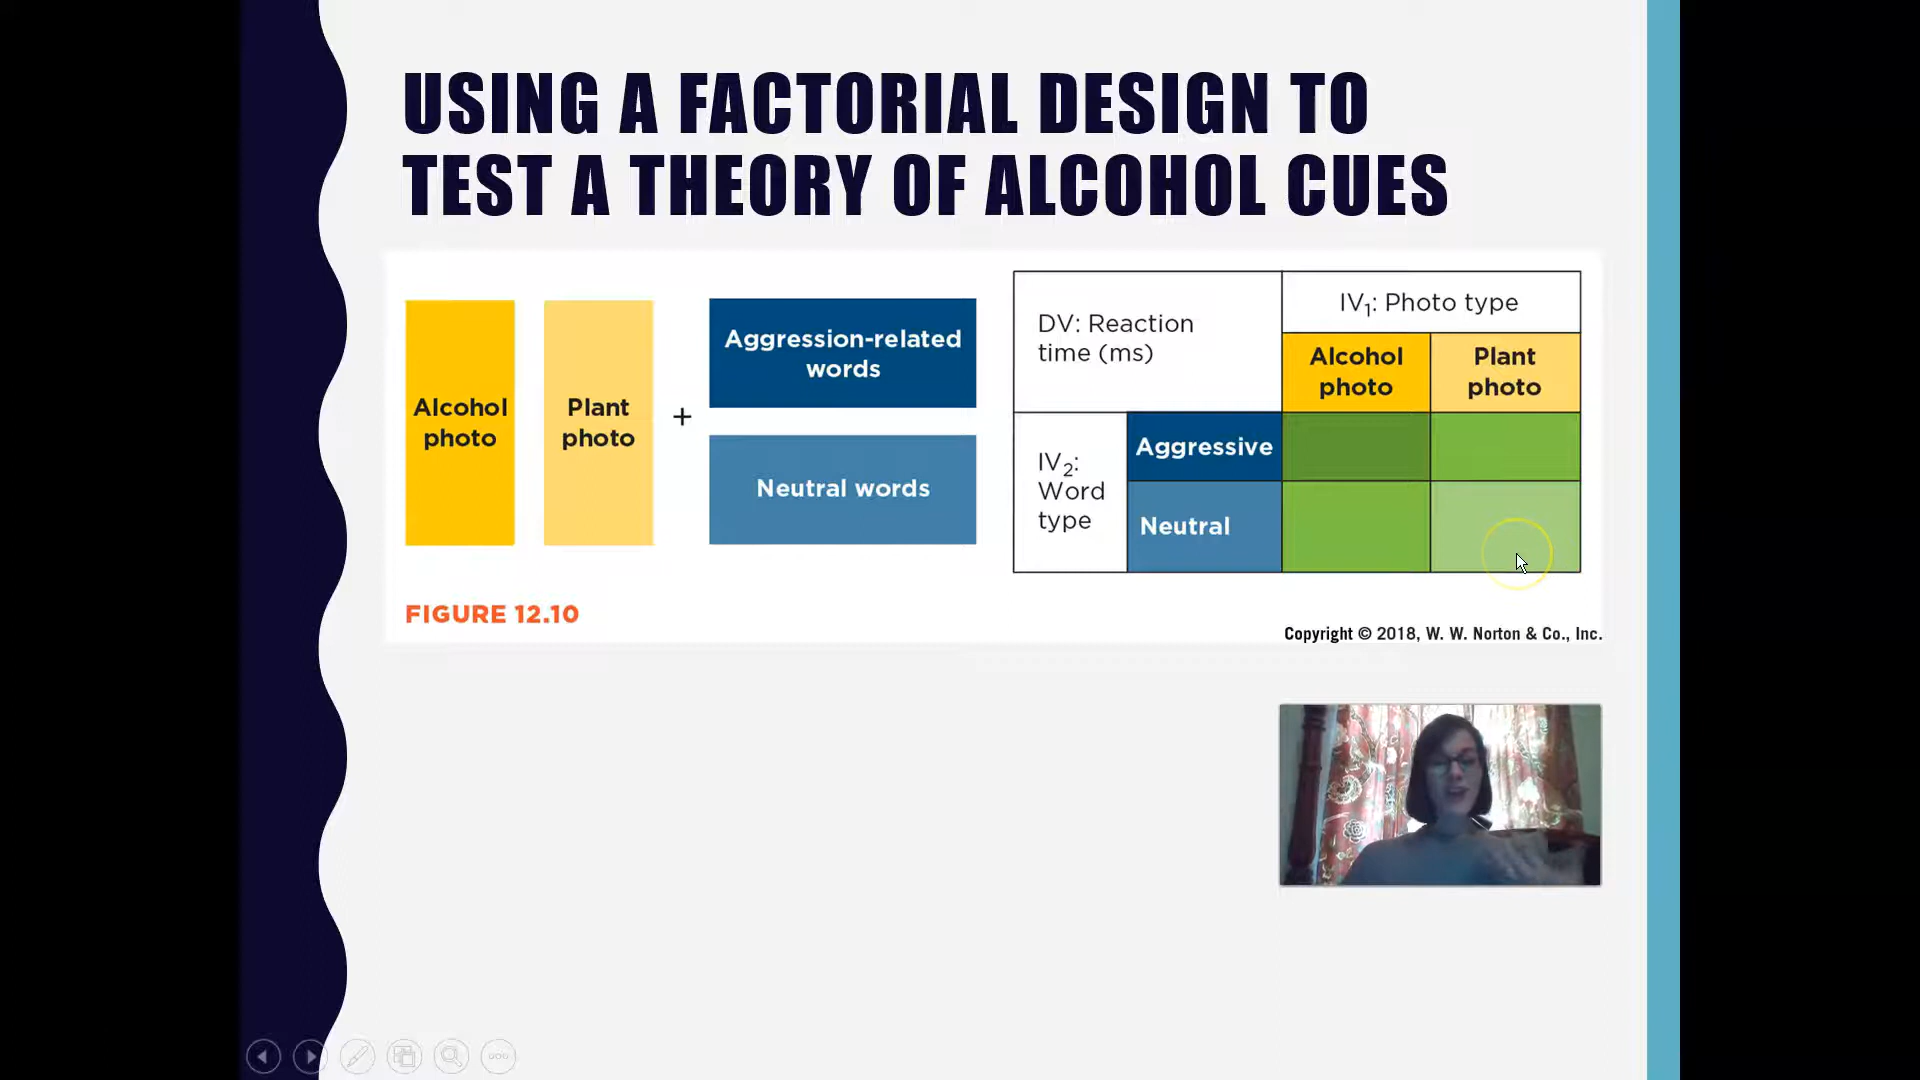 USING A FACTORIAL DESIGN TO
TEST A THEORY OF ALCOHOL CUES
Alcohol
photo
Plant
photo
+
Aggression-related
words
Neutral words
DV: Reaction
time (ms)
IV₁: Photo type
Alcohol
photo
Plant
photo
IV₂:
Word
type
Aggressive
Neutral
FIGURE 12.10
Copyright © 2018, W. W. Norton & Co., Inc.